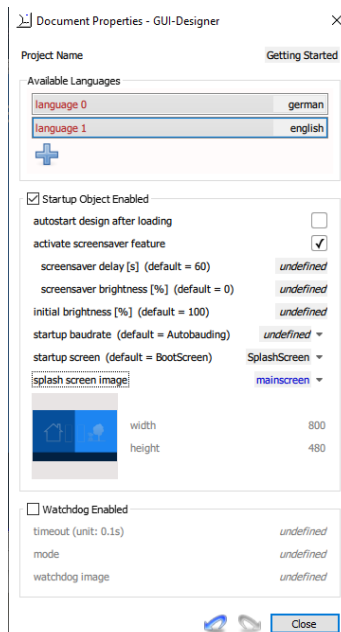 Document Properties - GUI-Designer
Project Name Getting Started
Available Languages
language 0 german
language 1 english
Startup Object Enabled
autostart design after loading
activate screensaver feature
screensaver delay [s] (default = 60) undefined
screensaver brightness [%] (default = 0) undefined
initial brightness [%] (default = 100) undefined
startup baudrate (default = Autobauding) undefined
startup screen (default = BootScreen) SplashScreen
splash screen image mainscreen
width 800
height 480
Watchdog Enabled
timeout (unit: 0.1s) undefined
mode undefined
watchdog image undefined
Close